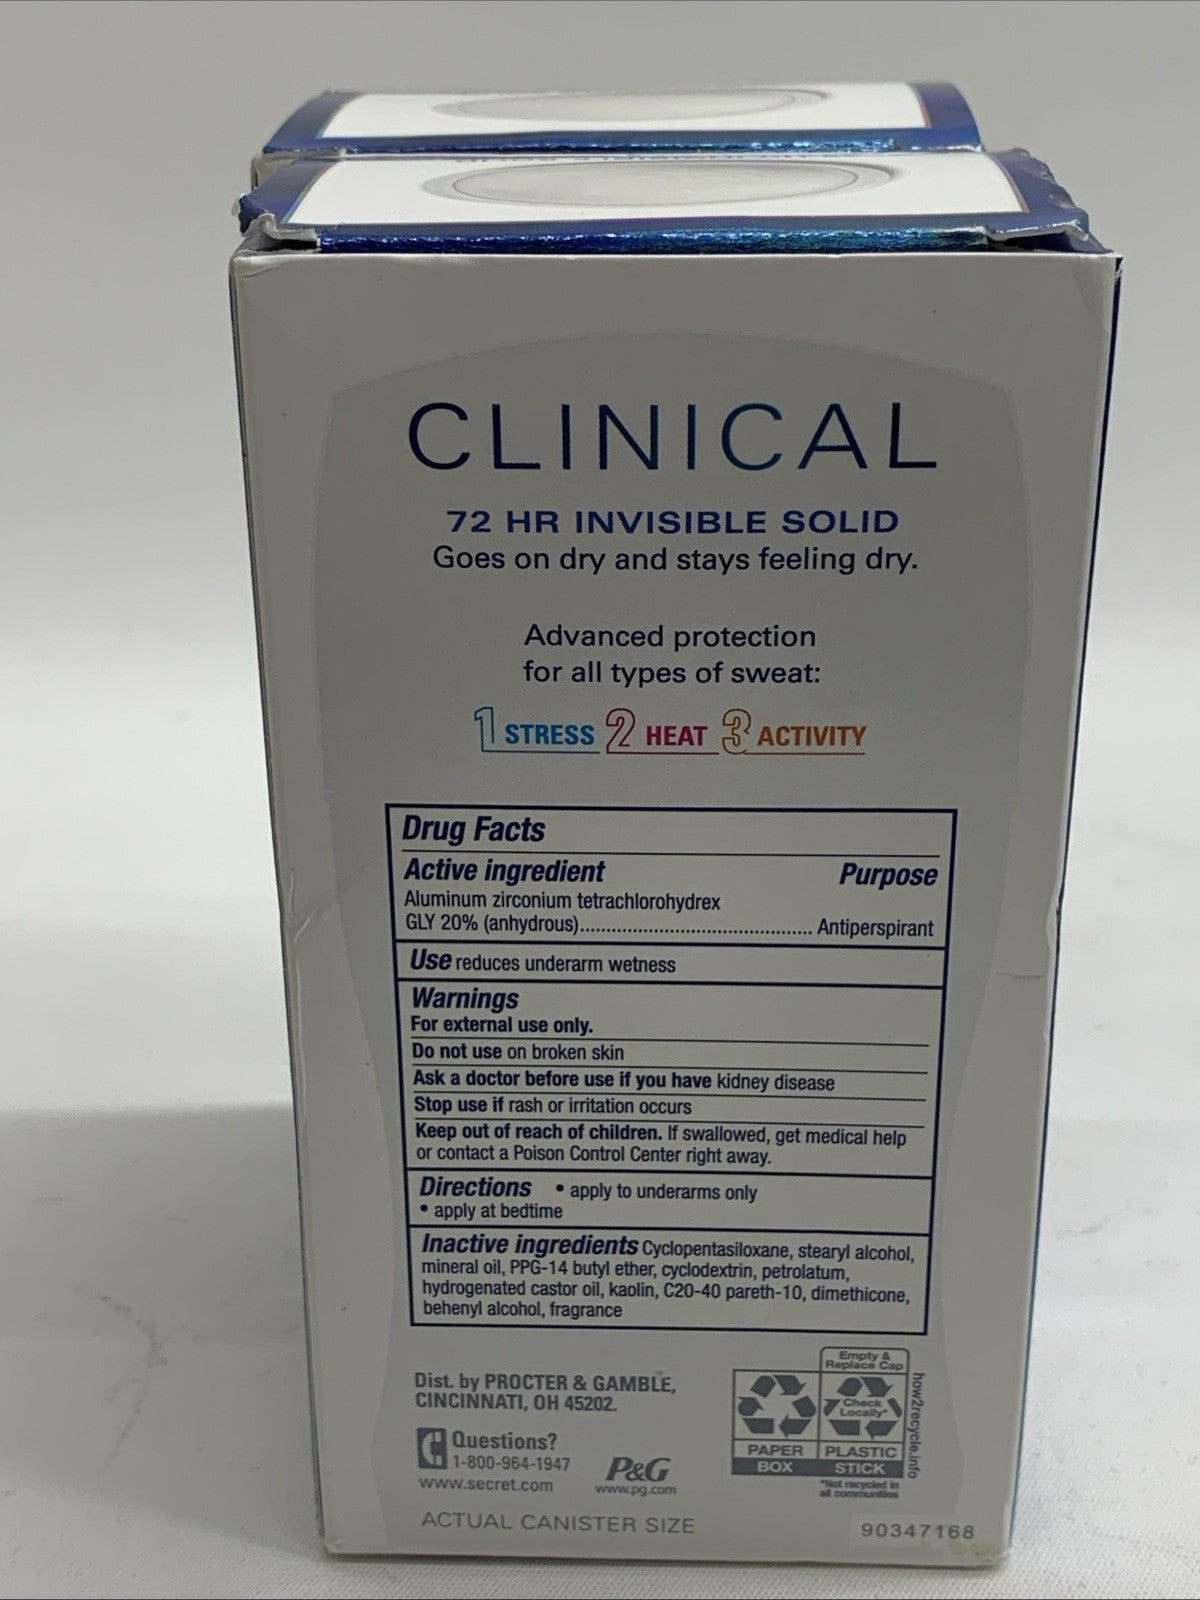 CLINICAL
72 HR INVISIBLE SOLID
Goes on dry and stays feeling dry.
Advanced protection
for all types of sweat:
1 STRESS 2 HEAT 3 ACTIVITY
Drug Facts
Active ingredient Purpose
Aluminum zirconium tetrachlorohydrex
GLY 20% (anhydrous)............................................ Antiperspirant
Use reduces underarm wetness
Warnings
For external use only.
Do not use on broken skin
Ask a doctor before use if you have kidney disease
Stop use if rash or irritation occurs
Keep out of reach of children. If swallowed, get medical help
or contact a Poison Control Center right away.
Directions • apply to underarms only
• apply at bedtime
Inactive ingredients Cyclopentasiloxane, stearyl alcohol,
mineral oil, PPG-14 butyl ether, cyclodextrin, petrolatum,
hydrogenated castor oil, kaolin, C20-40 pareth-10, dimethicone,
behenyl alcohol, fragrance
Dist. by PROCTER & GAMBLE,
CINCINNATI, OH 45202.
Questions?
1-800-964-1947
www.secret.com
P&G
www.pg.com
Empty &
Replace Cap
Check
Locally*
PAPER
BOX
PLASTIC
STICK
*Not recycled in
all communities
how2recycle.info
ACTUAL CANISTER SIZE
90347168